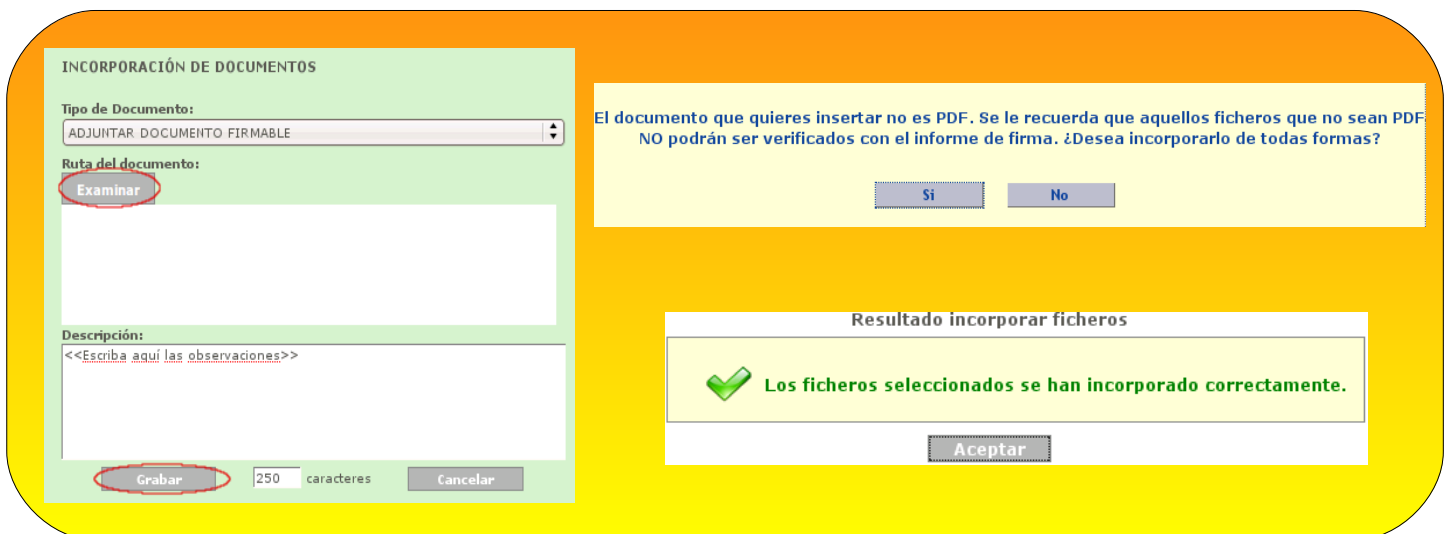 INCORPORACIÓN DE DOCUMENTOS
Tipo de Documento:
ADJUNTAR DOCUMENTO FIRMABLE
Ruta del documento:
Examinar
Descripción:
<<Escriba aquí las observaciones>>
Grabar 250 caracteres Cancelar
El documento que quieres insertar no es PDF. Se le recuerda que aquellos ficheros que no sean PDF
NO podrán ser verificados con el informe de firma. ¿Desea incorporarlo de todas formas?
Si No
Resultado incorporar ficheros
Los ficheros seleccionados se han incorporado correctamente.
Aceptar